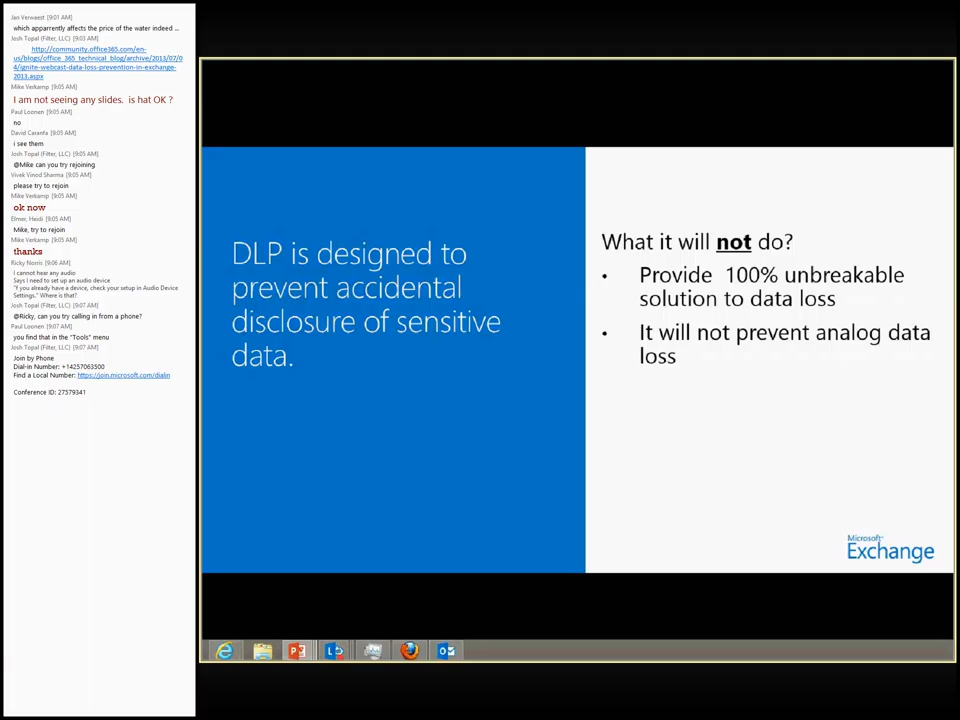 Jan Verwaest [9:01 AM]
which apparrently affects the price of the water indeed ...
Josh Topal (Filter, LLC) [9:03 AM]
http://community.office365.com/en-
us/blogs/office_365_technical_blog/archive/2013/07/0
4/ignite-webcast-data-loss-prevention-in-exchange-
2013.aspx
Mike Verkamp [9:05 AM]
I am not seeing any slides.  is hat OK ?
Paul Loonen [9:05 AM]
no
David Caranfa [9:05 AM]
i see them
Josh Topal (Filter, LLC) [9:05 AM]
@Mike can you try rejoining
Vivek Vinod Sharma [9:05 AM]
please try to rejoin
Mike Verkamp [9:05 AM]
ok now
Elmer, Heidi [9:05 AM]
Mike, try to rejoin
Mike Verkamp [9:05 AM]
thanks
Ricky Norris [9:06 AM]
I cannot hear any audio
Says I need to set up an audio device
"f you already have a device, check your setup in Audio Device
Settings." Where is that?
Josh Topal (Filter, LLC) [9:07 AM]
@Ricky, can you try calling in from a phone?
Paul Loonen [9:07 AM]
you find that in the "Tools" menu
Josh Topal (Filter, LLC) [9:07 AM]
Join by Phone
Dial-in Number: +14257063500
Find a Local Number: https://join.microsoft.com/dialin
Conference ID: 27579341
DLP is designed to
prevent accidental
disclosure of sensitive
data.
What it will not do?
• Provide 100% unbreakable
solution to data loss
• It will not prevent analog data
loss
Microsoft
Exchange